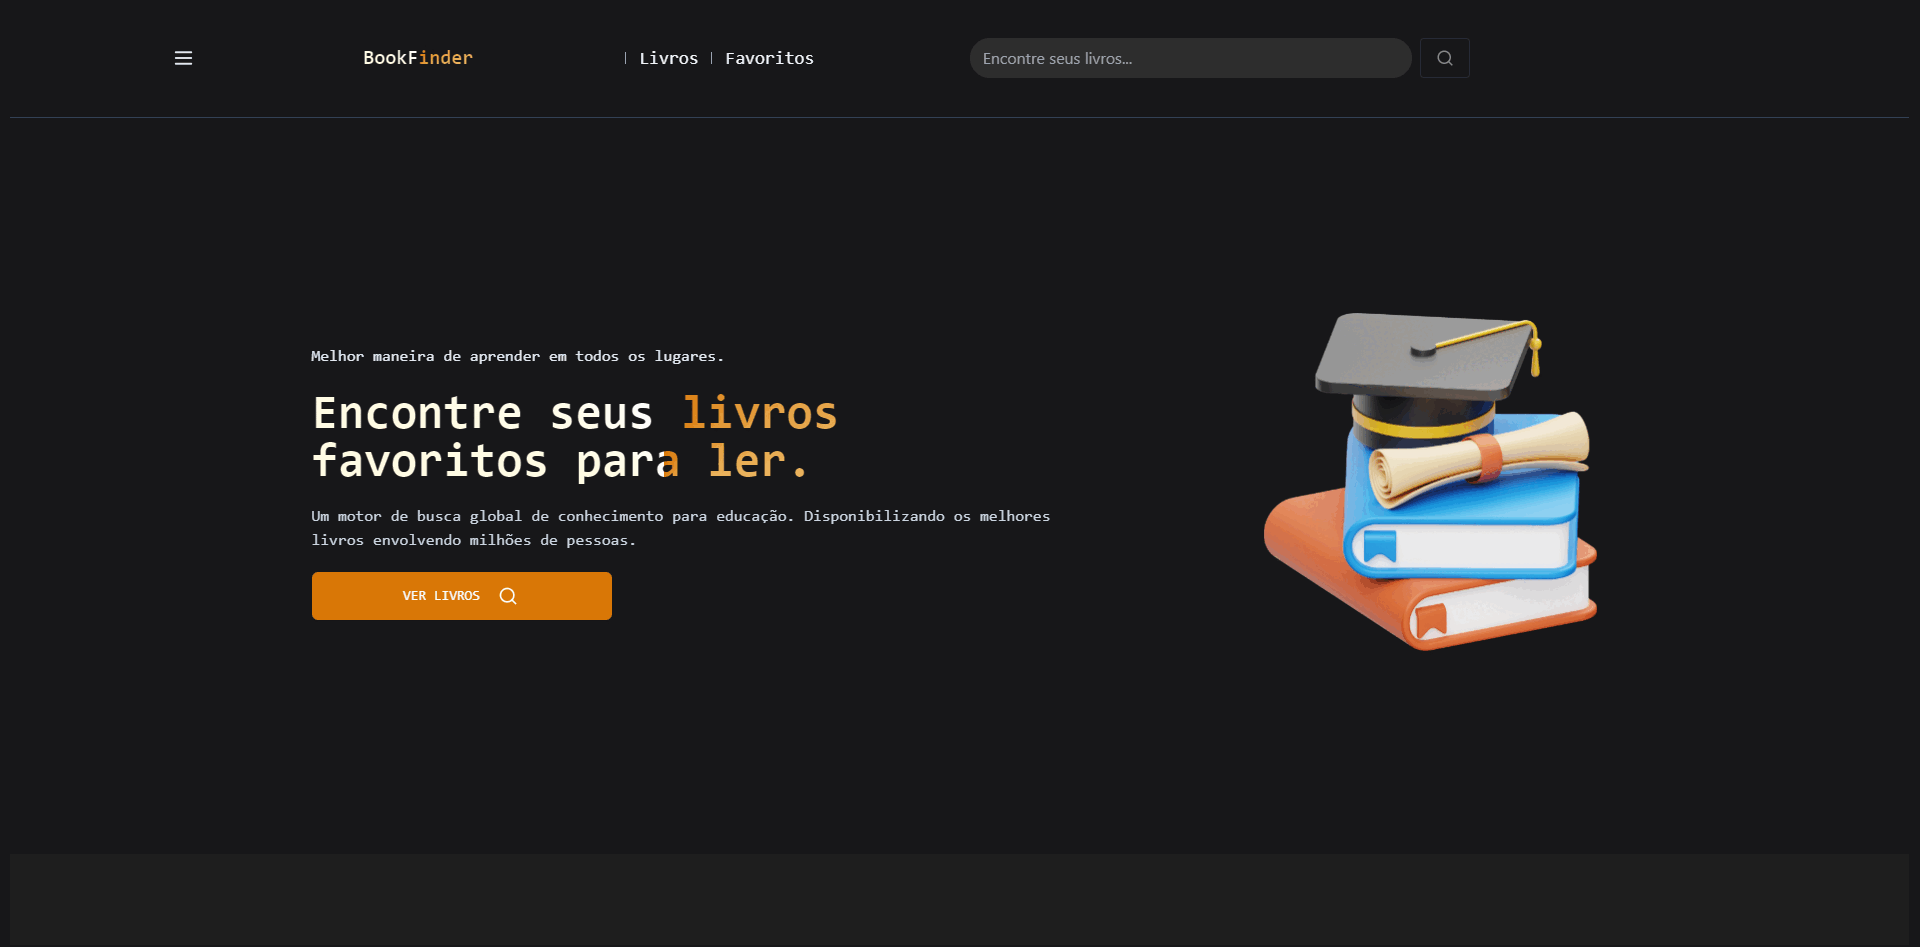 BookFinder
Livros
Favoritos
Encontre seus livros...
Melhor maneira de aprender em todos os lugares.
Encontre seus livros
favoritos para ler.
Um motor de busca global de conhecimento para educação. Disponibilizando os melhores
livros envolvendo milhões de pessoas.
VER LIVROS